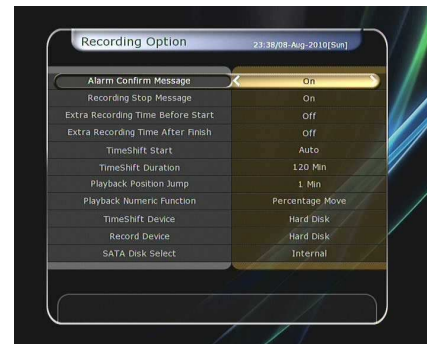 Recording Option 23:38/08-Aug-2010[Sun]
Alarm Confirm Message On
Recording Stop Message On
Extra Recording Time Before Start Off
Extra Recording Time After Finish Off
TimeShift Start Auto
TimeShift Duration 120 Min
Playback Position Jump 1 Min
Playback Numeric Function Percentage Move
TimeShift Device Hard Disk
Record Device Hard Disk
SATA Disk Select Internal